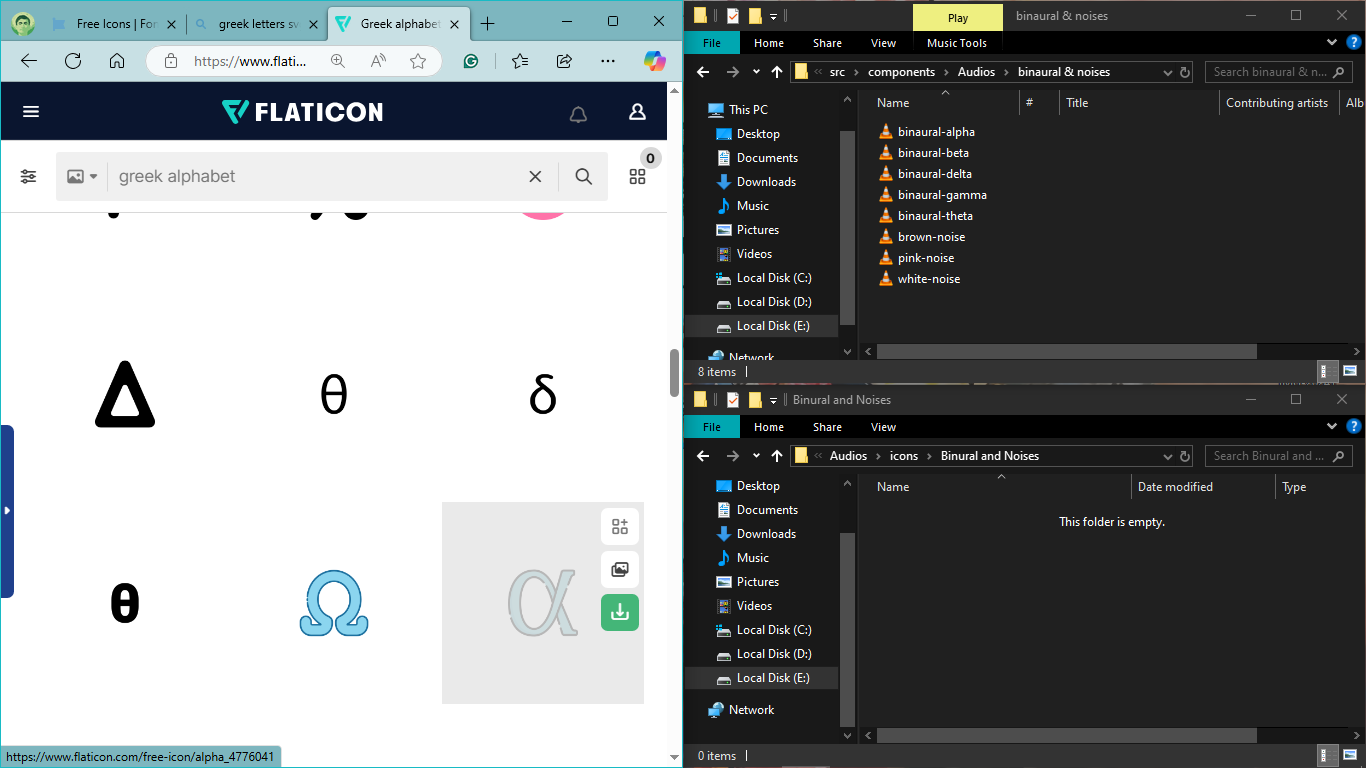 Free Icons | Fon
greek letters sv
Greek alphabet
https://www.flati...
FLATICON
greek alphabet
0
Δ
θ
δ
θ
Ω
α
https://www.flaticon.com/free-icon/alpha_4776041
Play
binaural & noises
File
Home
Share
View
Music Tools
src
components
Audios
binaural & noises
Search binaural & n...
This PC
Desktop
Documents
Downloads
Music
Pictures
Videos
Local Disk (C:)
Local Disk (D:)
Local Disk (E:)
Network
Name
#
Title
Contributing artists
Alb
binaural-alpha
binaural-beta
binaural-delta
binaural-gamma
binaural-theta
brown-noise
pink-noise
white-noise
8 items
Binural and Noises
File
Home
Share
View
Audios
icons
Binural and Noises
Search Binural and ...
Desktop
Documents
Downloads
Music
Pictures
Videos
Local Disk (C:)
Local Disk (D:)
Local Disk (E:)
Network
Name
Date modified
Type
This folder is empty.
0 items